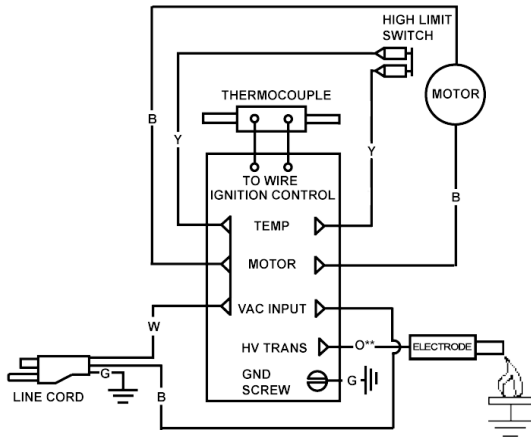 HIGH LIMIT
SWITCH
THERMOCOUPLE
MOTOR
B
Y
Y
B
TO WIRE
IGNITION CONTROL
TEMP
MOTOR
VAC INPUT
W
HV TRANS
O**
ELECTRODE
G
GND
SCREW
G
LINE CORD
B